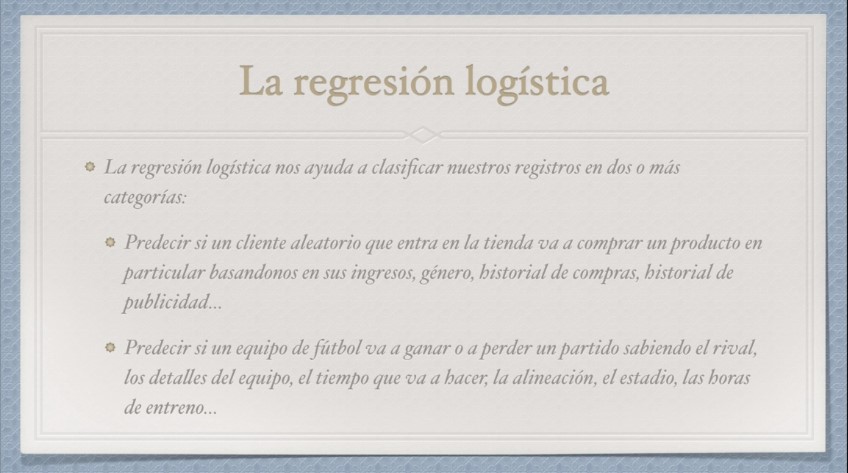 La regresión logística
La regresión logística nos ayuda a clasificar nuestros registros en dos o más
categorías:
Predecir si un cliente aleatorio que entra en la tienda va a comprar un producto en
particular basandonos en sus ingresos, género, historial de compras, historial de
publicidad...
Predecir si un equipo de fútbol va a ganar o a perder un partido sabiendo el rival,
los detalles del equipo, el tiempo que va a hacer, la alineación, el estadio, las horas
de entreno...